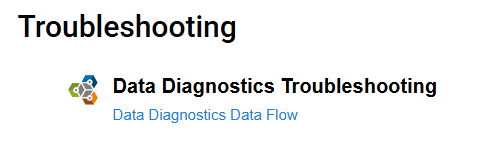 Troubleshooting
Data Diagnostics Troubleshooting
Data Diagnostics Data Flow